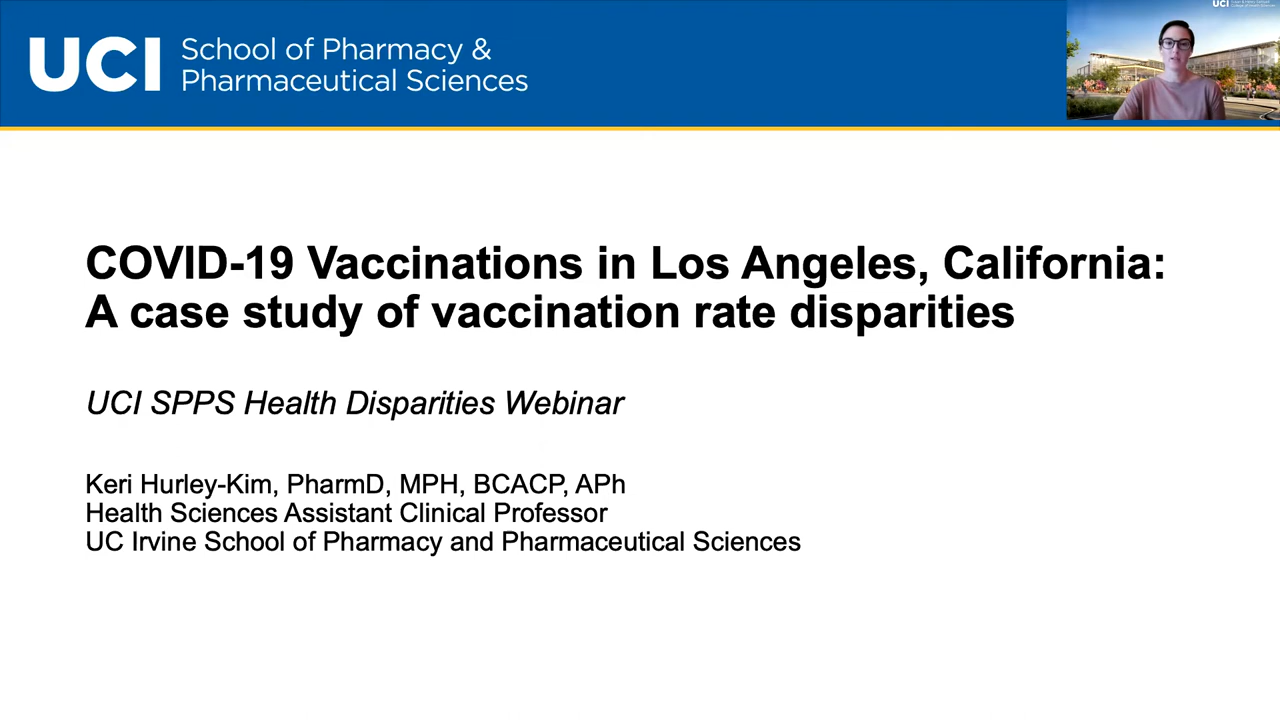 UCI
School of Pharmacy &
Pharmaceutical Sciences
UCI
COVID-19 Vaccinations in Los Angeles, California:
A case study of vaccination rate disparities
UCI SPPS Health Disparities Webinar
Keri Hurley-Kim, PharmD, MPH, BCACP, APh
Health Sciences Assistant Clinical Professor
UC Irvine School of Pharmacy and Pharmaceutical Sciences